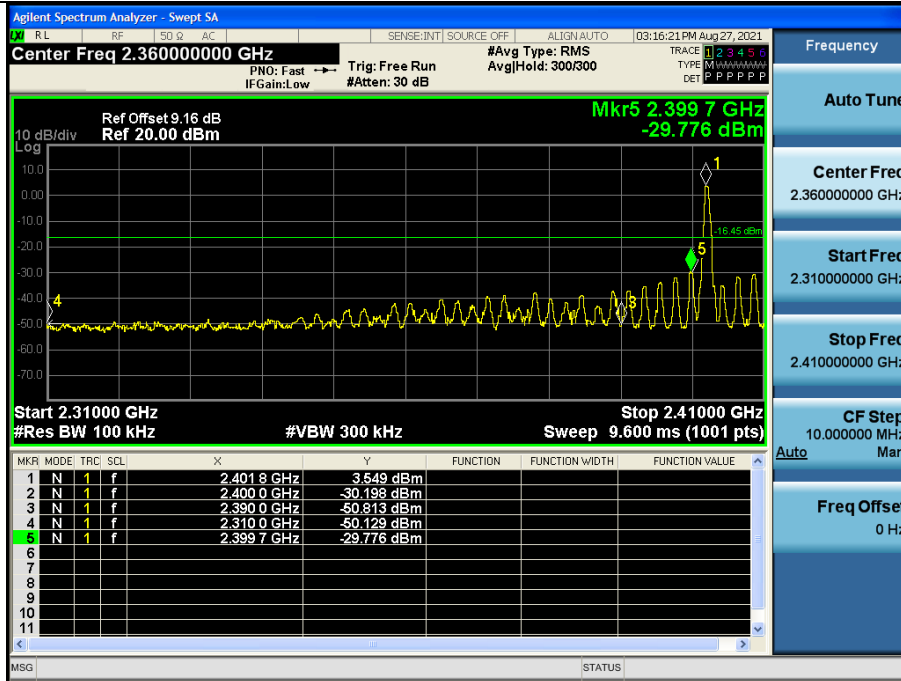 Agilent Spectrum Analyzer - Swept SA
LXI RL RF 50 Ω AC SENSE:INT SOURCE OFF ALIGN AUTO 03:16:21 PM Aug 27, 2021
Center Freq 2.360000000 GHz
PNO: Fast
IFGain:Low
Trig: Free Run
#Atten: 30 dB
#Avg Type: RMS
Avg|Hold: 300/300
TRACE 1 2 3 4 5 6
TYPE M WWWWW
DET P P P P P P
Mkr5 2.399 7 GHz
-29.776 dBm
Ref Offset 9.16 dB
10 dB/div Ref 20.00 dBm
Log
10.0
0.00
-10.0
-20.0
-30.0
-40.0
-50.0
-60.0
-70.0
1
-16.45 dBm
5
4
3
Start 2.31000 GHz Stop 2.41000 GHz
#Res BW 100 kHz #VBW 300 kHz Sweep 9.600 ms (1001 pts)
MKR MODE TRC SCL X Y FUNCTION FUNCTION WIDTH FUNCTION VALUE
1 N 1 f 2.401 8 GHz 3.549 dBm
2 N 1 f 2.400 0 GHz -30.198 dBm
3 N 1 f 2.390 0 GHz -50.813 dBm
4 N 1 f 2.310 0 GHz -50.129 dBm
5 N 1 f 2.399 7 GHz -29.776 dBm
6
7
8
9
10
11
MSG STATUS
Frequency
Auto Tune
Center Freq
2.360000000 GHz
Start Freq
2.310000000 GHz
Stop Freq
2.410000000 GHz
CF Step
10.000000 MHz
Auto Man
Freq Offset
0 Hz